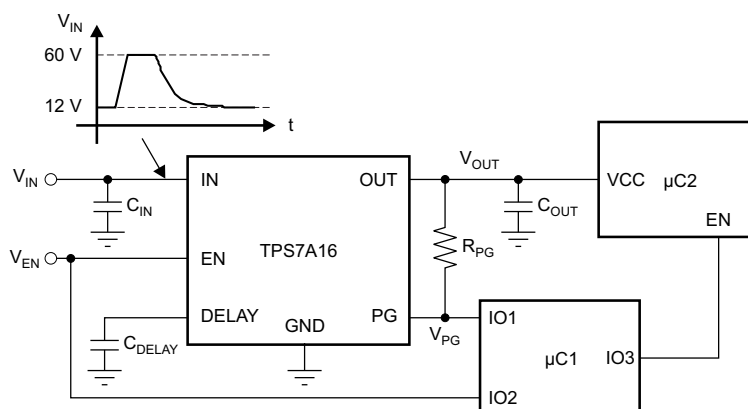 V_IN
60 V
12 V
t
V_IN
IN
OUT
V_OUT
VCC
µC2
C_IN
C_OUT
EN
R_PG
V_EN
EN
TPS7A16
DELAY
GND
PG
V_PG
IO1
C_DELAY
µC1
IO3
IO2